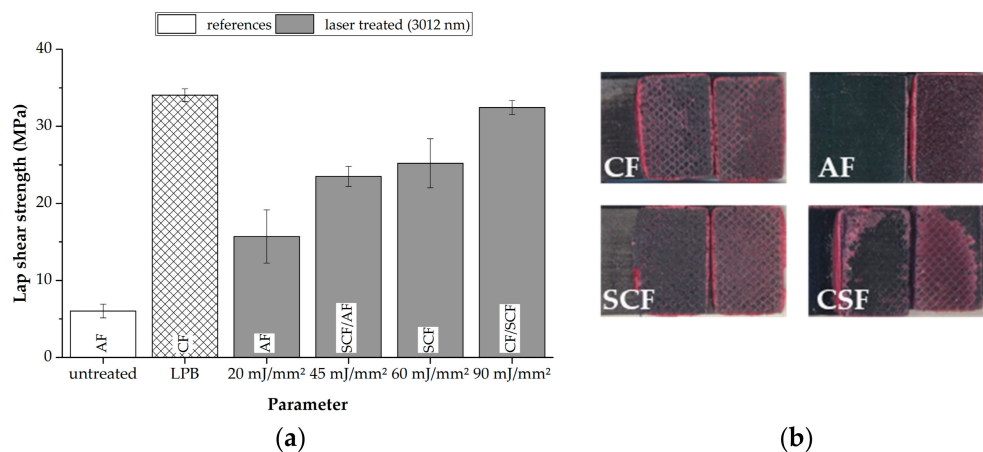 references
laser treated (3012 nm)
40
30
20
10
0
Lap shear strength (MPa)
AF
CF
AF
SCF/AF
SCF
CF/SCF
untreated LPB 20 mJ/mm² 45 mJ/mm² 60 mJ/mm² 90 mJ/mm²
Parameter
(a)
CF
AF
SCF
CSF
(b)